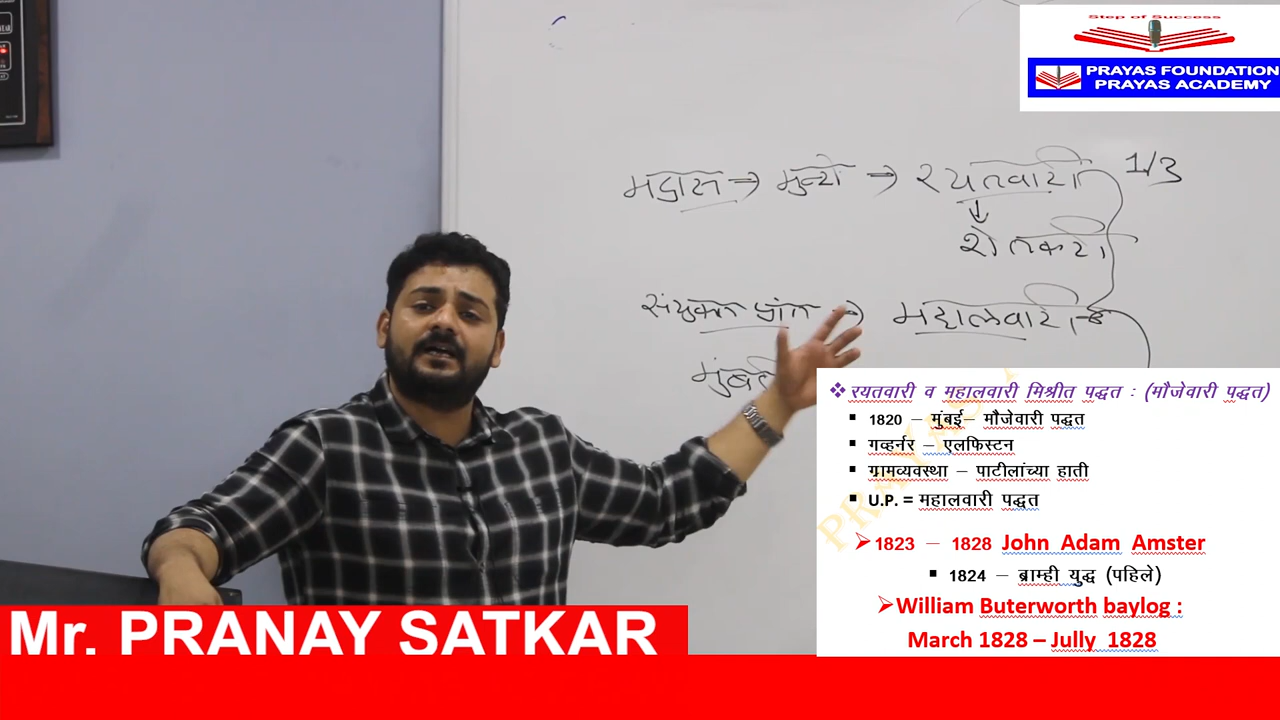 Step of Success
PRAYAS FOUNDATION
PRAYAS ACADEMY
मद्रास → मुन्रो → रयतवारी 1/3
↓
शेतकरी
संयुक्त प्रांत → महालवारी
मुंबई
❖ रयतवारी व महालवारी मिश्रीत पद्धत : (मौजेवारी पद्धत)
▪ 1820 – मुंबई– मौजेवारी पद्धत
▪ गव्हर्नर – एलफिस्टन
▪ ग्रामव्यवस्था – पाटीलांच्या हाती
▪ U.P. = महालवारी पद्धत
➢ 1823 – 1828 John Adam Amster
▪ 1824 – ब्राम्ही युद्ध (पहिले)
➢ William Buterworth baylog :
March 1828 – Jully 1828
Mr. PRANAY SATKAR